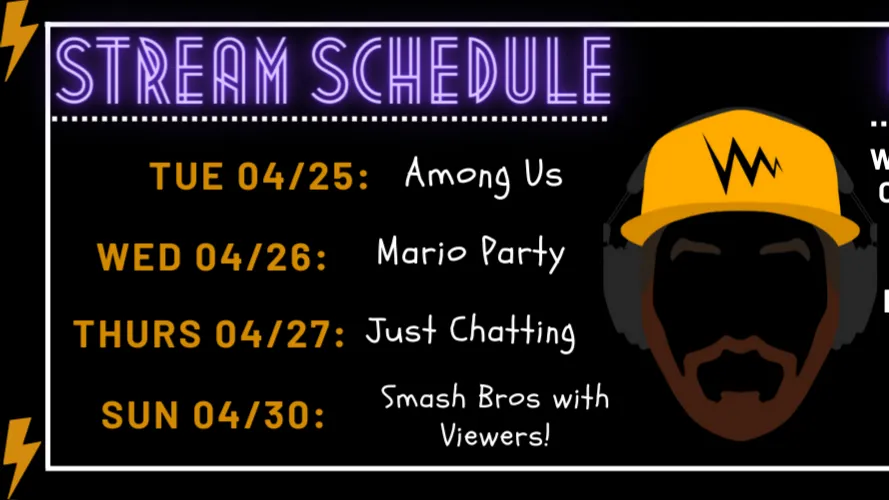 STREAM SCHEDULE
TUE 04/25: Among Us
WED 04/26: Mario Party
THURS 04/27: Just Chatting
SUN 04/30: Smash Bros with
Viewers!